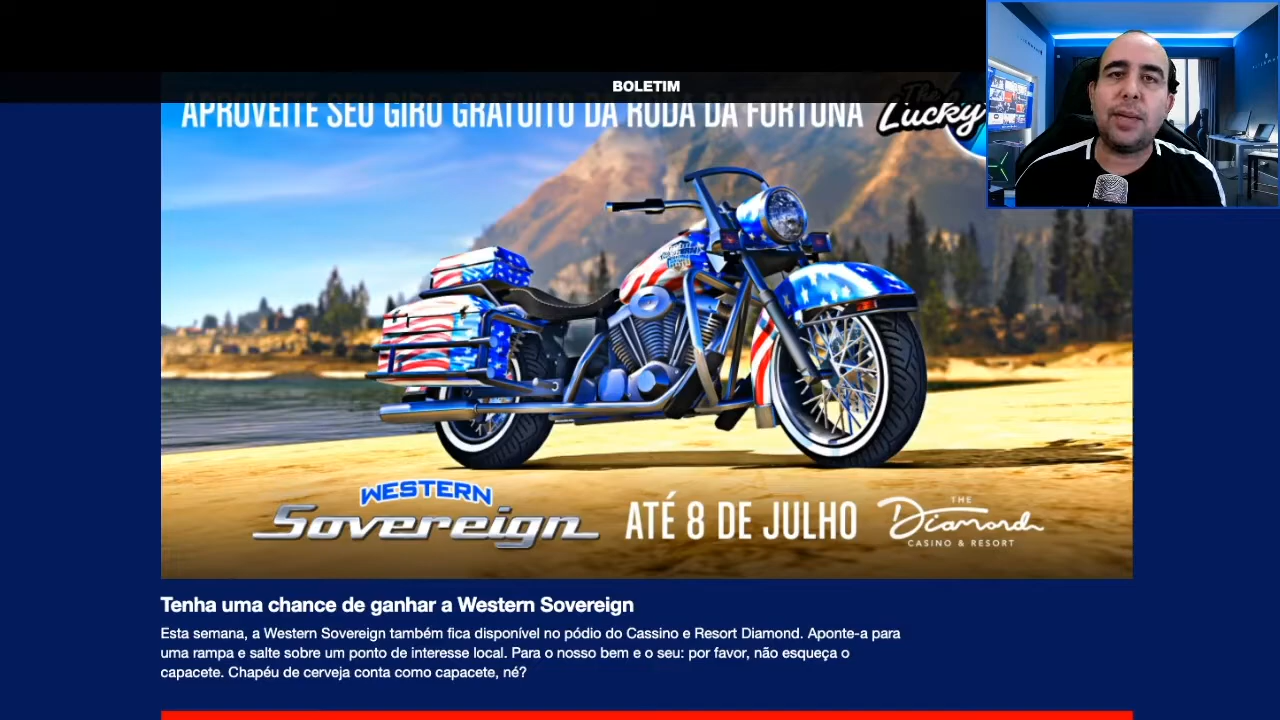 BOLETIM
APROVEITE SEU GIRO GRATUITO DA RODA DA FORTUNA
The Lucky
WESTERN
Sovereign
ATÉ 8 DE JULHO
THE
Diamond
CASINO & RESORT
Tenha uma chance de ganhar a Western Sovereign
Esta semana, a Western Sovereign também fica disponível no pódio do Cassino e Resort Diamond. Aponte-a para
uma rampa e salte sobre um ponto de interesse local. Para o nosso bem e o seu: por favor, não esqueça o
capacete. Chapéu de cerveja conta como capacete, né?